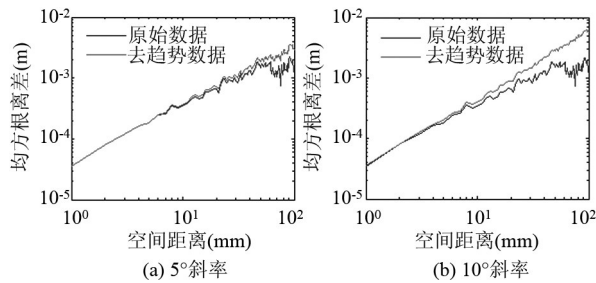 10⁻²
原始数据
去趋势数据
10⁻³
10⁻⁴
10⁻⁵
均方根离差(m)
10⁰ 10¹ 10²
空间距离(mm)
(a) 5°斜率
10⁻²
原始数据
去趋势数据
10⁻³
10⁻⁴
10⁻⁵
均方根离差(m)
10⁰ 10¹ 10²
空间距离(mm)
(b) 10°斜率